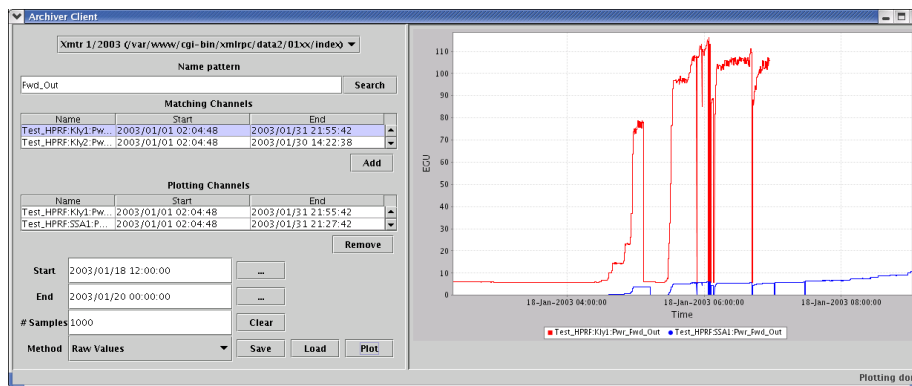 Archiver Client
Xmtr 1/2003 (/var/www/cgi-bin/xmlrpc/data2/01xx/index)
Name pattern
Fwd_Out Search
Matching Channels
Name Start End
Test_HPRF:Kly1:Pw... 2003/01/01 02:04:48 2003/01/31 21:55:42
Test_HPRF:Kly2:Pw... 2003/01/01 02:04:48 2003/01/30 14:22:38
Add
Plotting Channels
Name Start End
Test_HPRF:Kly1:Pw... 2003/01/01 02:04:48 2003/01/31 21:55:42
Test_HPRF:SSA1:P... 2003/01/01 02:04:48 2003/01/31 21:27:42
Remove
Start 2003/01/18 12:00:00 ...
End 2003/01/20 00:00:00 ...
# Samples 1000 Clear
Method Raw Values Save Load Plot
110
100
90
80
70
60
50
40
30
20
10
0
EGU
18-Jan-2003 04:00:00 18-Jan-2003 06:00:00 18-Jan-2003 08:00:00
Time
Test_HPRF:Kly1:Pwr_Fwd_Out Test_HPRF:SSA1:Pwr_Fwd_Out
Plotting do